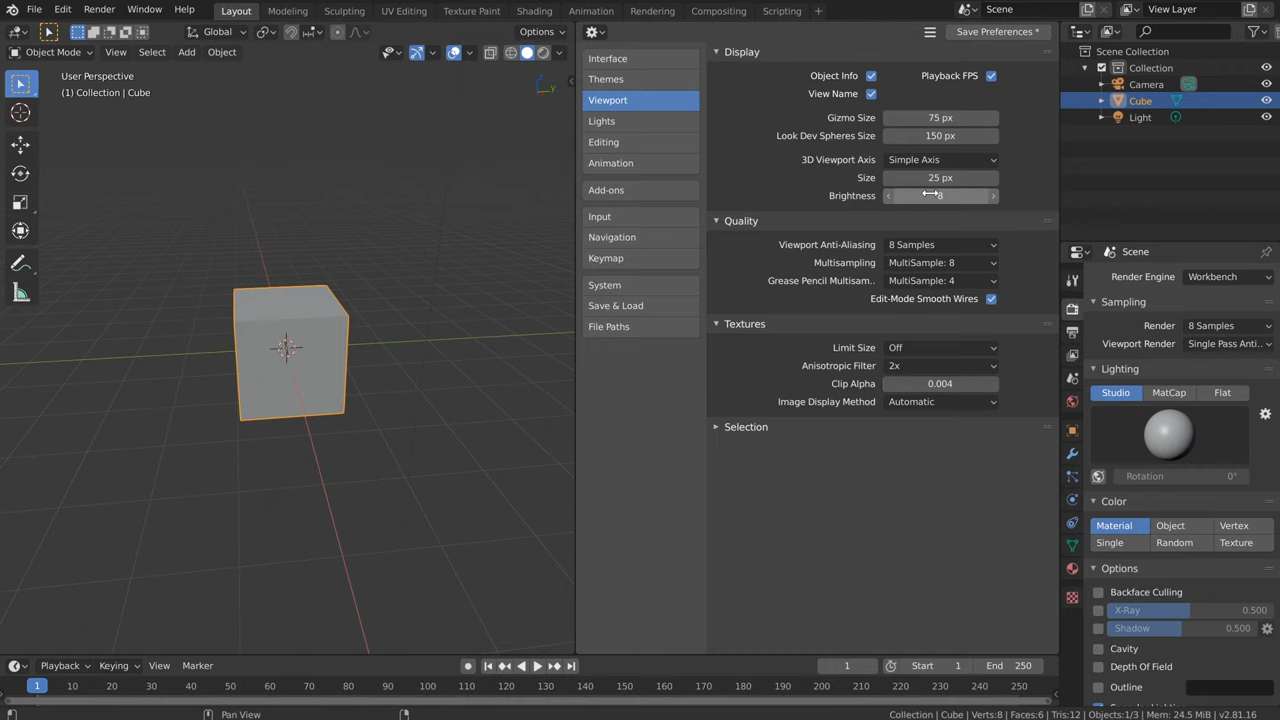 File Edit Render Window Help Layout Modeling Sculpting UV Editing Texture Paint Shading Animation Rendering Compositing Scripting + Scene View Layer
Global Options Save Preferences *
Object Mode View Select Add Object
User Perspective
(1) Collection | Cube
Y
Interface
Themes
Viewport
Lights
Editing
Animation
Add-ons
Input
Navigation
Keymap
System
Save & Load
File Paths
Display
Object Info Playback FPS
View Name
Gizmo Size 75 px
Look Dev Spheres Size 150 px
3D Viewport Axis Simple Axis
Size 25 px
Brightness 8
Quality
Viewport Anti-Aliasing 8 Samples
Multisampling MultiSample: 8
Grease Pencil Multisam.. MultiSample: 4
Edit-Mode Smooth Wires
Textures
Limit Size Off
Anisotropic Filter 2x
Clip Alpha 0.004
Image Display Method Automatic
Selection
Scene Collection
Collection
Camera
Cube
Light
Scene
Render Engine Workbench
Sampling
Render 8 Samples
Viewport Render Single Pass Anti...
Lighting
Studio MatCap Flat
Rotation 0°
Color
Material Object Vertex
Single Random Texture
Options
Backface Culling
X-Ray 0.500
Shadow 0.500
Cavity
Depth Of Field
Outline
Playback Keying View Marker 1 Start 1 End 250
1 10 20 30 40 50 60 70 80 90 100 110 120 130 140 150 160 170 180 190 200 210 220 230 240 250
Pan View Collection | Cube | Verts:8 | Faces:6 | Tris:12 | Objects:1/3 | Mem: 24.5 MiB | v2.81.16